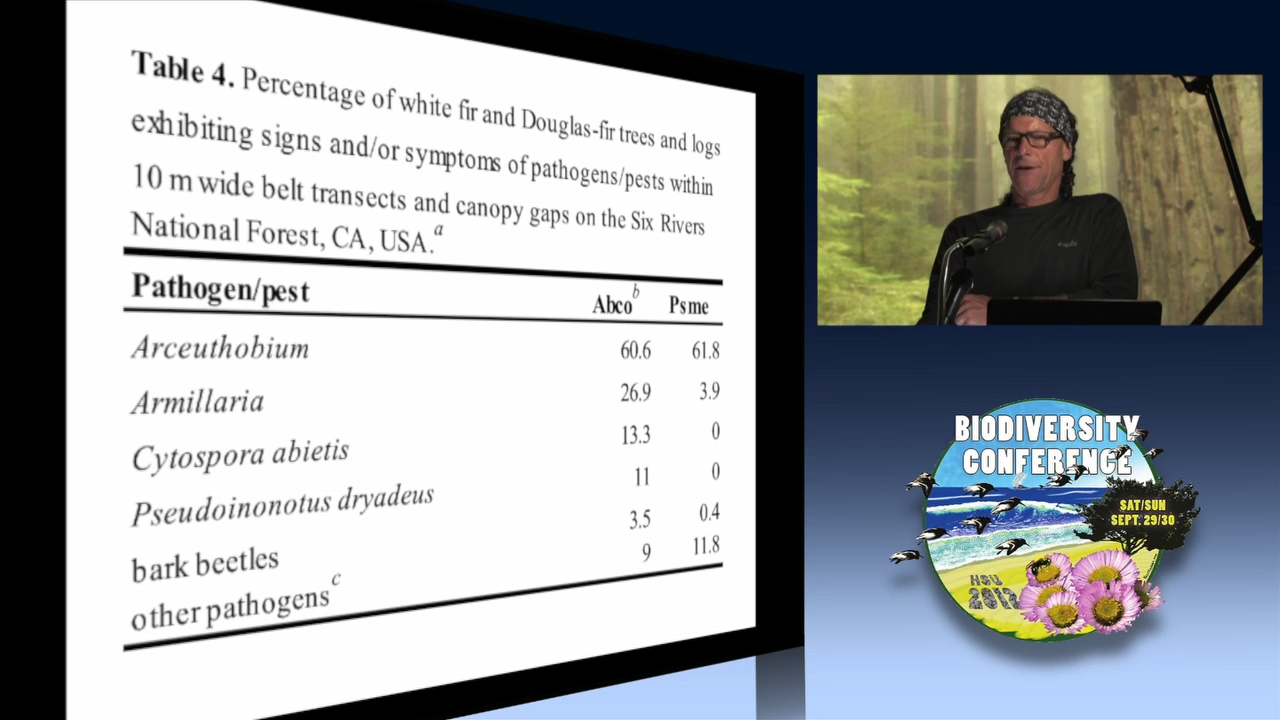 Table 4. Percentage of white fir and Douglas-fir trees and logs
exhibiting signs and/or symptoms of pathogens/pests within
10 m wide belt transects and canopy gaps on the Six Rivers
National Forest, CA, USA.a
Pathogen/pest Abcob Psme
Arceuthobium 60.6 61.8
Armillaria 26.9 3.9
Cytospora abietis 13.3 0
Pseudoinonotus dryadeus 11 0
bark beetles 3.5 0.4
other pathogensc 9 11.8
BIODIVERSITY
CONFERENCE
SAT/SUN
SEPT. 29/30
HSU
2012